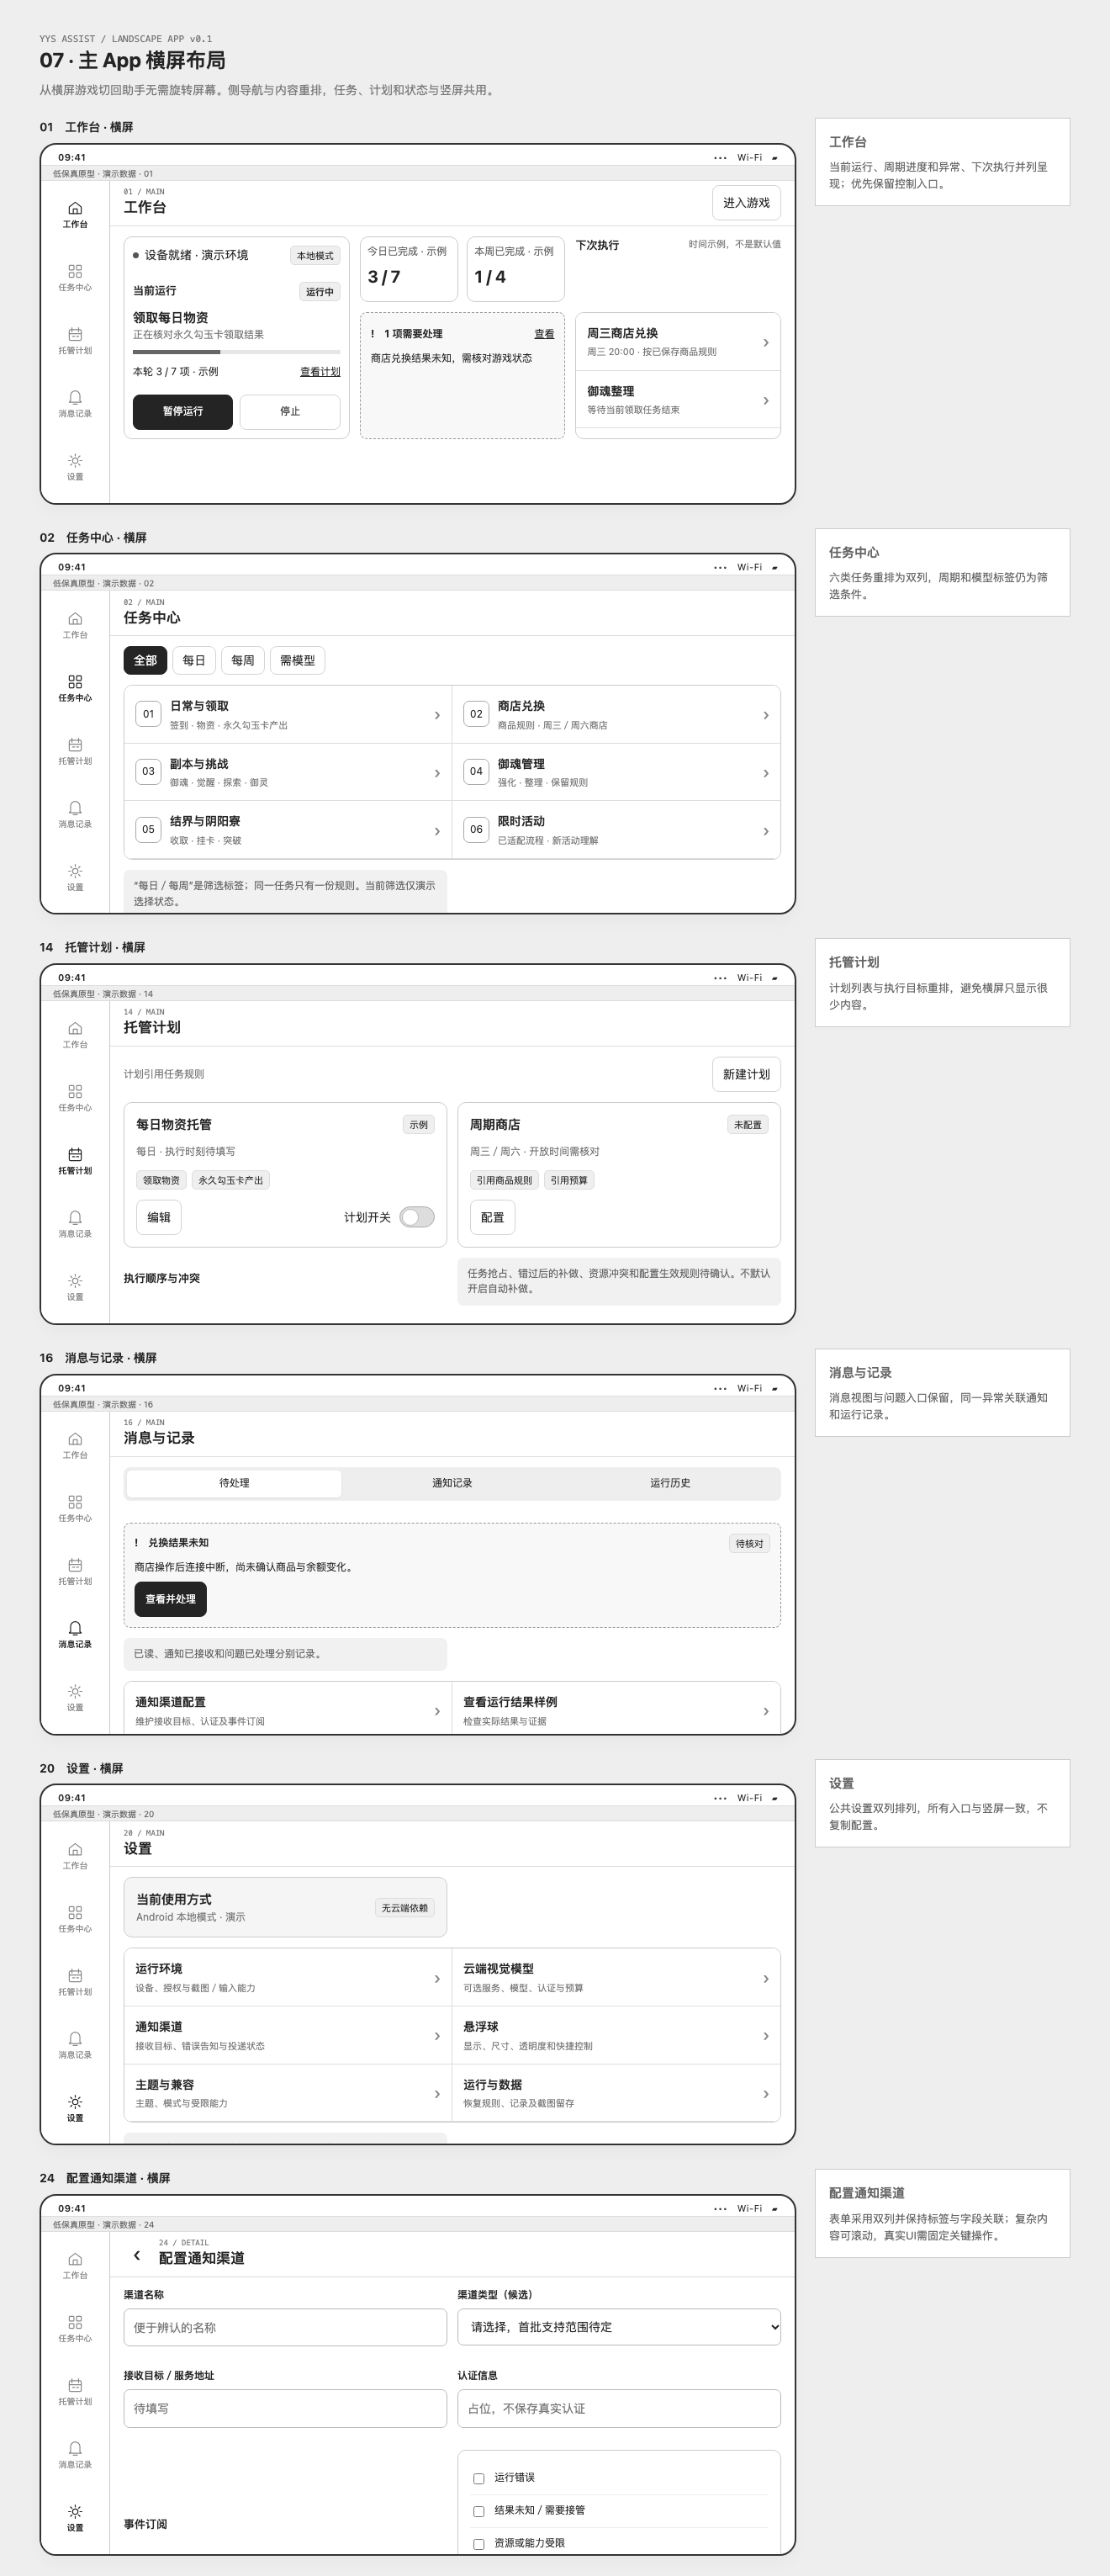 YYS ASSIST / LANDSCAPE APP v0.1
07 · 主 App 横屏布局
从横屏游戏切回助手无需旋转屏幕。侧导航与内容重排，任务、计划和状态与竖屏共用。
01 工作台 · 横屏
09:41
Wi-Fi
低保真原型 · 演示数据 · 01
工作台
任务中心
托管计划
消息记录
设置
01 / MAIN
工作台
进入游戏
设备就绪 · 演示环境
本地模式
当前运行
运行中
领取每日物资
正在核对永久勾玉卡领取结果
本轮 3 / 7 项 · 示例
查看计划
暂停运行
停止
今日已完成 · 示例
3 / 7
本周已完成 · 示例
1 / 4
! 1 项需要处理
查看
商店兑换结果未知，需核对游戏状态
下次执行
时间示例，不是默认值
周三商店兑换
周三 20:00 · 按已保存商品规则
御魂整理
等待当前领取任务结束
工作台
当前运行、周期进度和异常、下次执行并列呈
现；优先保留控制入口。
02 任务中心 · 横屏
09:41
Wi-Fi
低保真原型 · 演示数据 · 02
工作台
任务中心
托管计划
消息记录
设置
02 / MAIN
任务中心
全部
每日
每周
需模型
01
日常与领取
签到 · 物资 · 永久勾玉卡产出
02
商店兑换
商品规则 · 周三 / 周六商店
03
副本与挑战
御魂 · 觉醒 · 探索 · 御灵
04
御魂管理
强化 · 整理 · 保留规则
05
结界与阴阳寮
收取 · 挂卡 · 突破
06
限时活动
已适配流程 · 新活动理解
“每日 / 每周”是筛选标签；同一任务只有一份规则。当前筛选仅演示
选择状态。
任务中心
六类任务重排为双列，周期和模型标签仍为筛
选条件。
14 托管计划 · 横屏
09:41
Wi-Fi
低保真原型 · 演示数据 · 14
工作台
任务中心
托管计划
消息记录
设置
14 / MAIN
托管计划
计划引用任务规则
新建计划
每日物资托管
示例
每日 · 执行时刻待填写
领取物资
永久勾玉卡产出
编辑
计划开关
周期商店
未配置
周三 / 周六 · 开放时间需核对
引用商品规则
引用预算
配置
执行顺序与冲突
任务抢占、错过后的补做、资源冲突和配置生效规则待确认。不默认
开启自动补做。
托管计划
计划列表与执行目标重排，避免横屏只显示很
少内容。
16 消息与记录 · 横屏
09:41
Wi-Fi
低保真原型 · 演示数据 · 16
工作台
任务中心
托管计划
消息记录
设置
16 / MAIN
消息与记录
待处理
通知记录
运行历史
! 兑换结果未知
待核对
商店操作后连接中断，尚未确认商品与余额变化。
查看并处理
已读、通知已接收和问题已处理分别记录。
通知渠道配置
维护接收目标、认证及事件订阅
查看运行结果样例
检查实际结果与证据
消息与记录
消息视图与问题入口保留，同一异常关联通知
和运行记录。
20 设置 · 横屏
09:41
Wi-Fi
低保真原型 · 演示数据 · 20
工作台
任务中心
托管计划
消息记录
设置
20 / MAIN
设置
当前使用方式
Android 本地模式 · 演示
无云端依赖
运行环境
设备、授权与截图 / 输入能力
云端视觉模型
可选服务、模型、认证与预算
通知渠道
接收目标、错误告知与投递状态
悬浮球
显示、尺寸、透明度和快捷控制
主题与兼容
主题、模式与受限能力
运行与数据
恢复规则、记录及截图留存
设置
公共设置双列排列，所有入口与竖屏一致，不
复制配置。
24 配置通知渠道 · 横屏
09:41
Wi-Fi
低保真原型 · 演示数据 · 24
工作台
任务中心
托管计划
消息记录
设置
24 / DETAIL
配置通知渠道
渠道名称
便于辨认的名称
渠道类型（候选）
请选择，首批支持范围待定
接收目标 / 服务地址
待填写
认证信息
占位，不保存真实认证
事件订阅
运行错误
结果未知 / 需要接管
资源或能力受限
配置通知渠道
表单采用双列并保持标签与字段关联；复杂内
容可滚动，真实UI需固定关键操作。